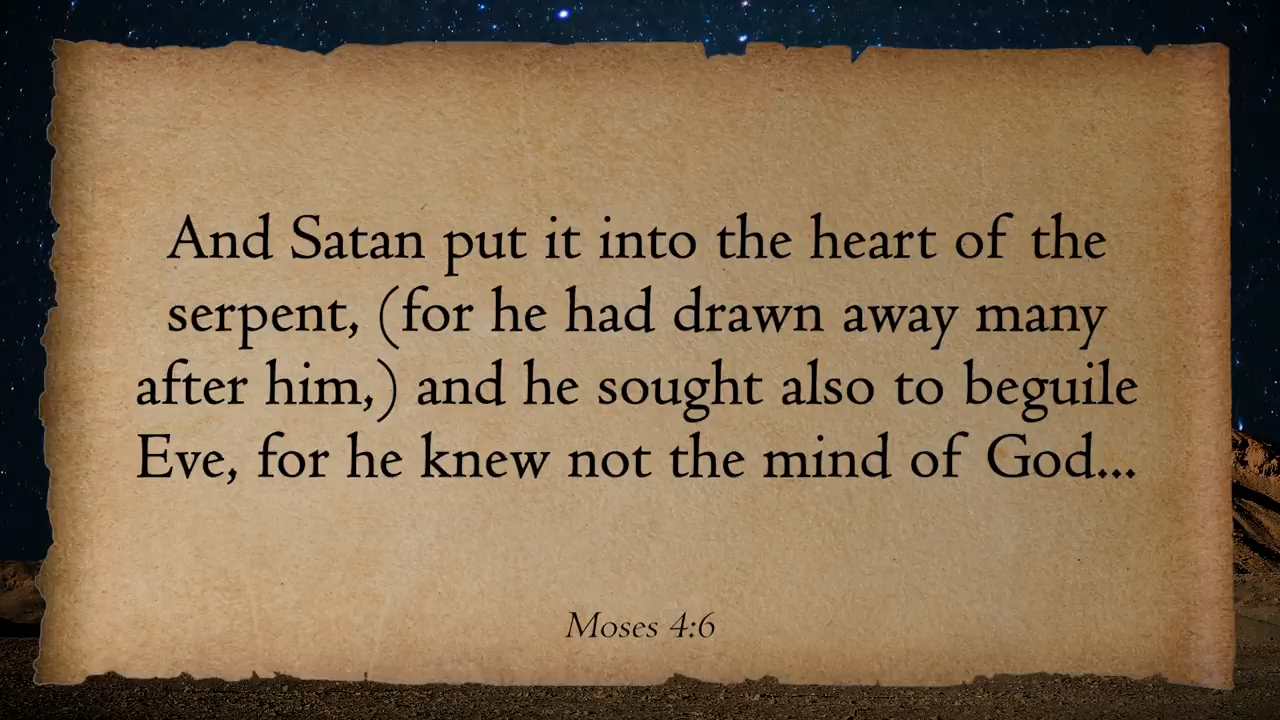 And Satan put it into the heart of the
serpent, (for he had drawn away many
after him,) and he sought also to beguile
Eve, for he knew not the mind of God...
Moses 4:6